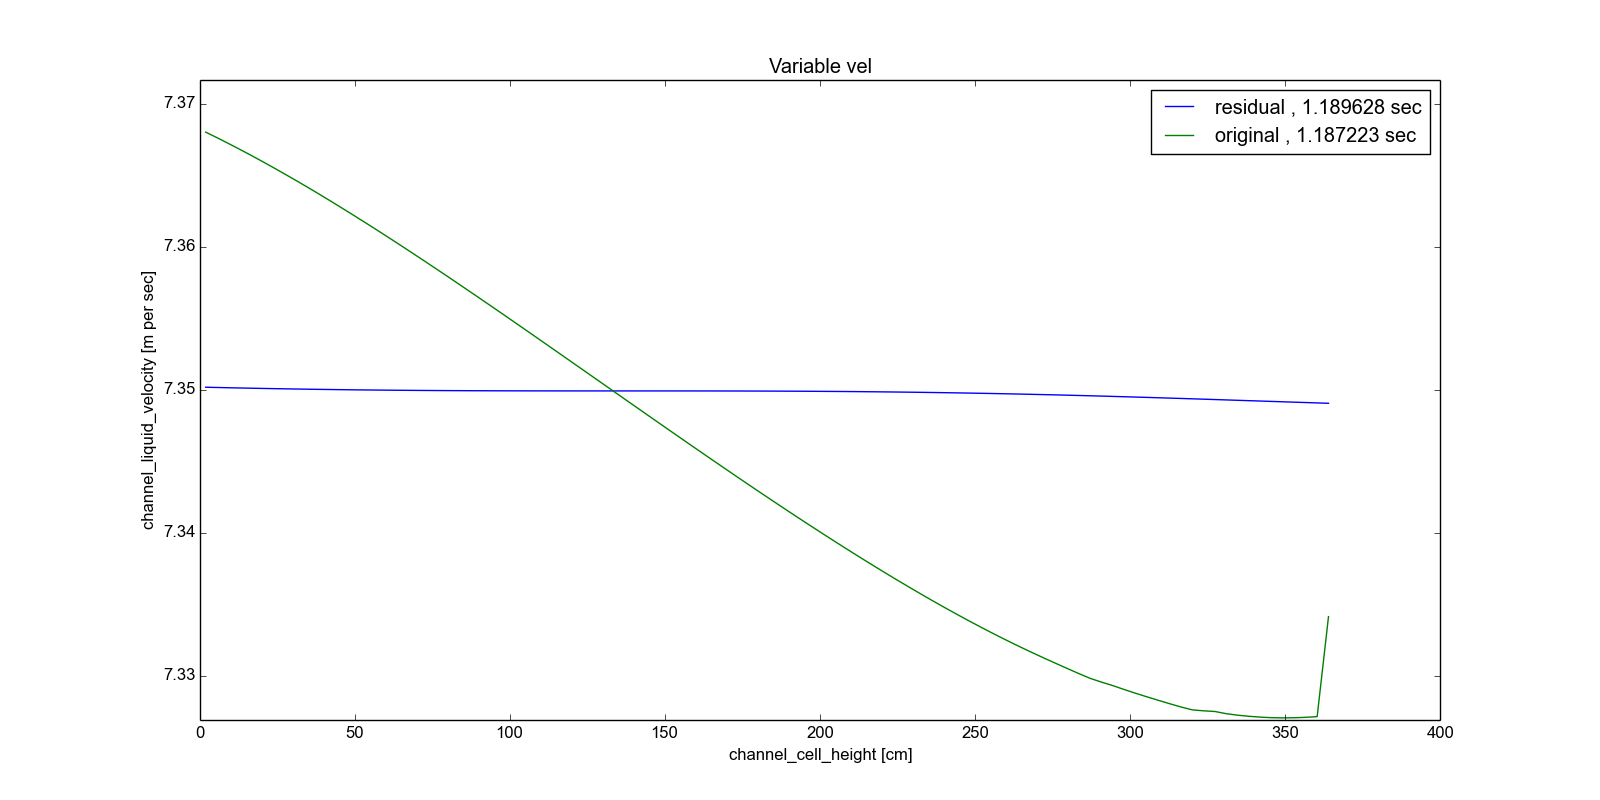 Variable vel
residual , 1.189628 sec
original , 1.187223 sec
7.37
7.36
7.35
7.34
7.33
channel_liquid_velocity [m per sec]
0 50 100 150 200 250 300 350 400
channel_cell_height [cm]